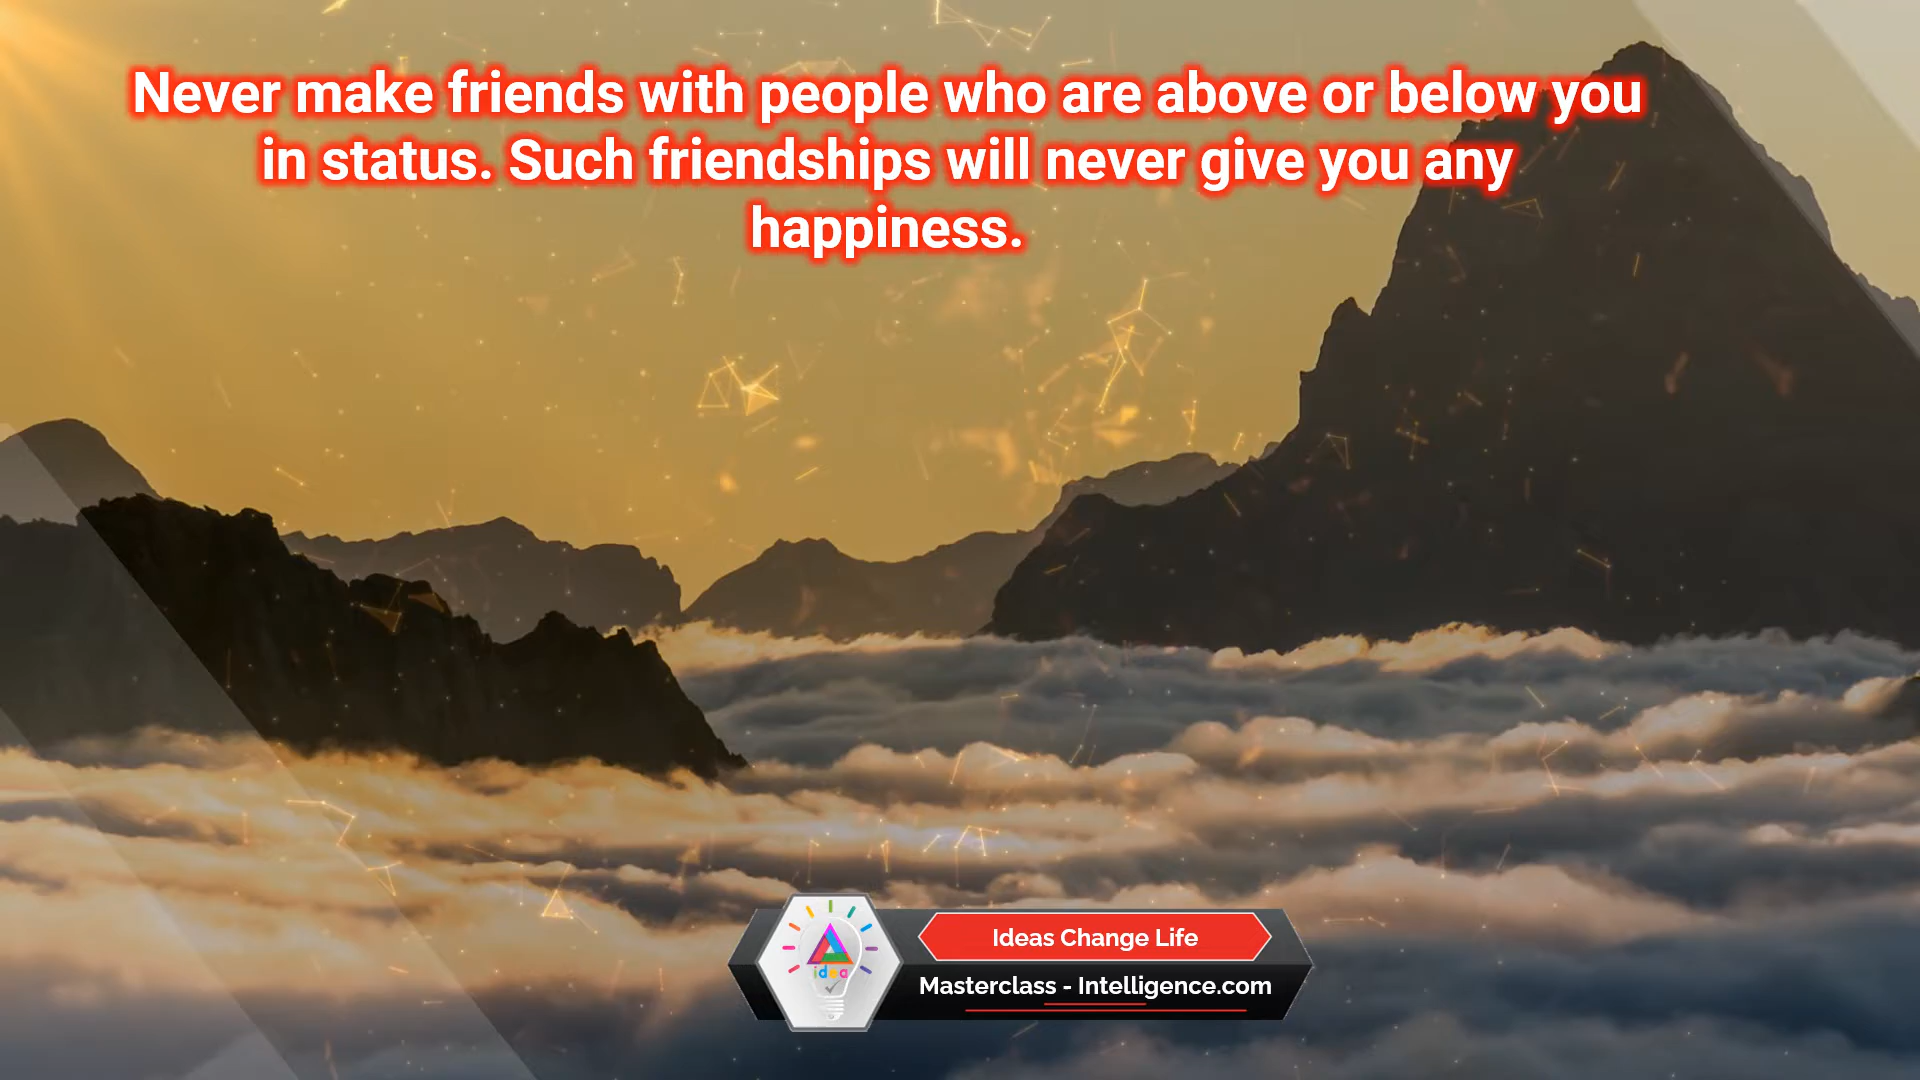 Never make friends with people who are above or below you
in status. Such friendships will never give you any
happiness.
idea
Ideas Change Life
Masterclass - Intelligence.com